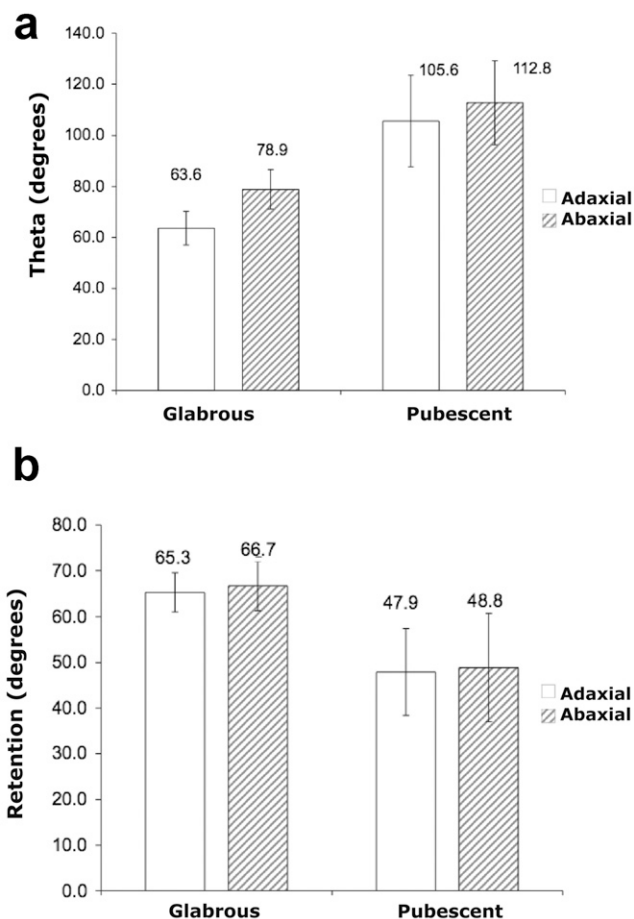 a
140.0
120.0
100.0
80.0
60.0
40.0
20.0
0.0
Theta (degrees)
63.6
78.9
105.6
112.8
Adaxial
Abaxial
Glabrous
Pubescent
b
80.0
70.0
60.0
50.0
40.0
30.0
20.0
10.0
0.0
Retention (degrees)
65.3
66.7
47.9
48.8
Adaxial
Abaxial
Glabrous
Pubescent